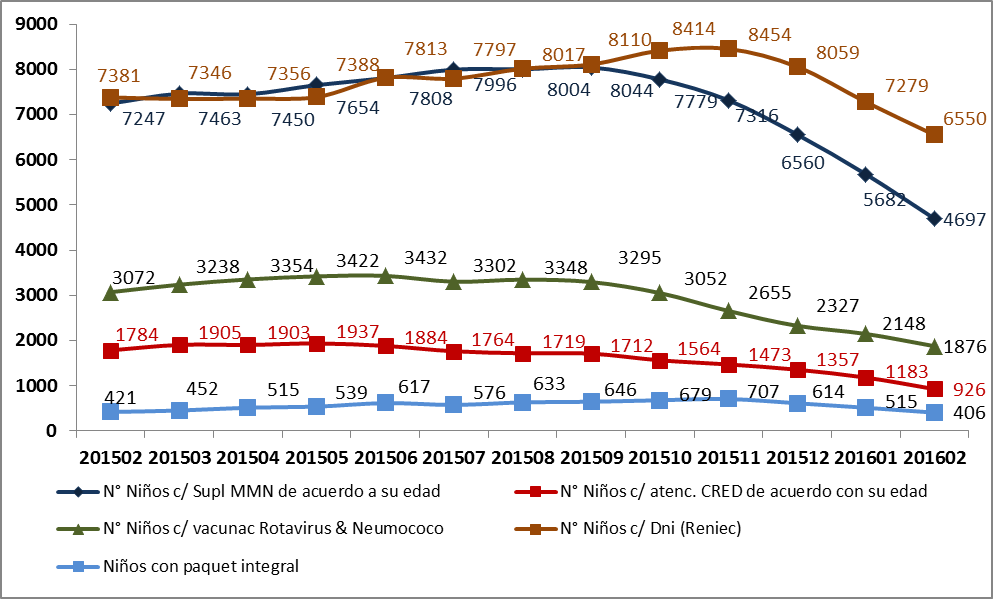 9000
8000
7000
6000
5000
4000
3000
2000
1000
0
7381 7346 7356 7388 7813 7797 8017 8110 8414 8454 8059 7279 6550
7247 7463 7450 7654 7808 7996 8004 8044 7779 7316 6560 5682 4697
3072 3238 3354 3422 3432 3302 3348 3295 3052 2655 2327 2148 1876
1784 1905 1903 1937 1884 1764 1719 1712 1564 1473 1357 1183 926
421 452 515 539 617 576 633 646 679 707 614 515 406
201502 201503 201504 201505 201506 201507 201508 201509 201510 201511 201512 201601 201602
N° Niños c/ Supl MMN de acuerdo a su edad
N° Niños c/ atenc. CRED de acuerdo con su edad
N° Niños c/ vacunac Rotavirus & Neumococo
N° Niños c/ Dni (Reniec)
Niños con paquet integral